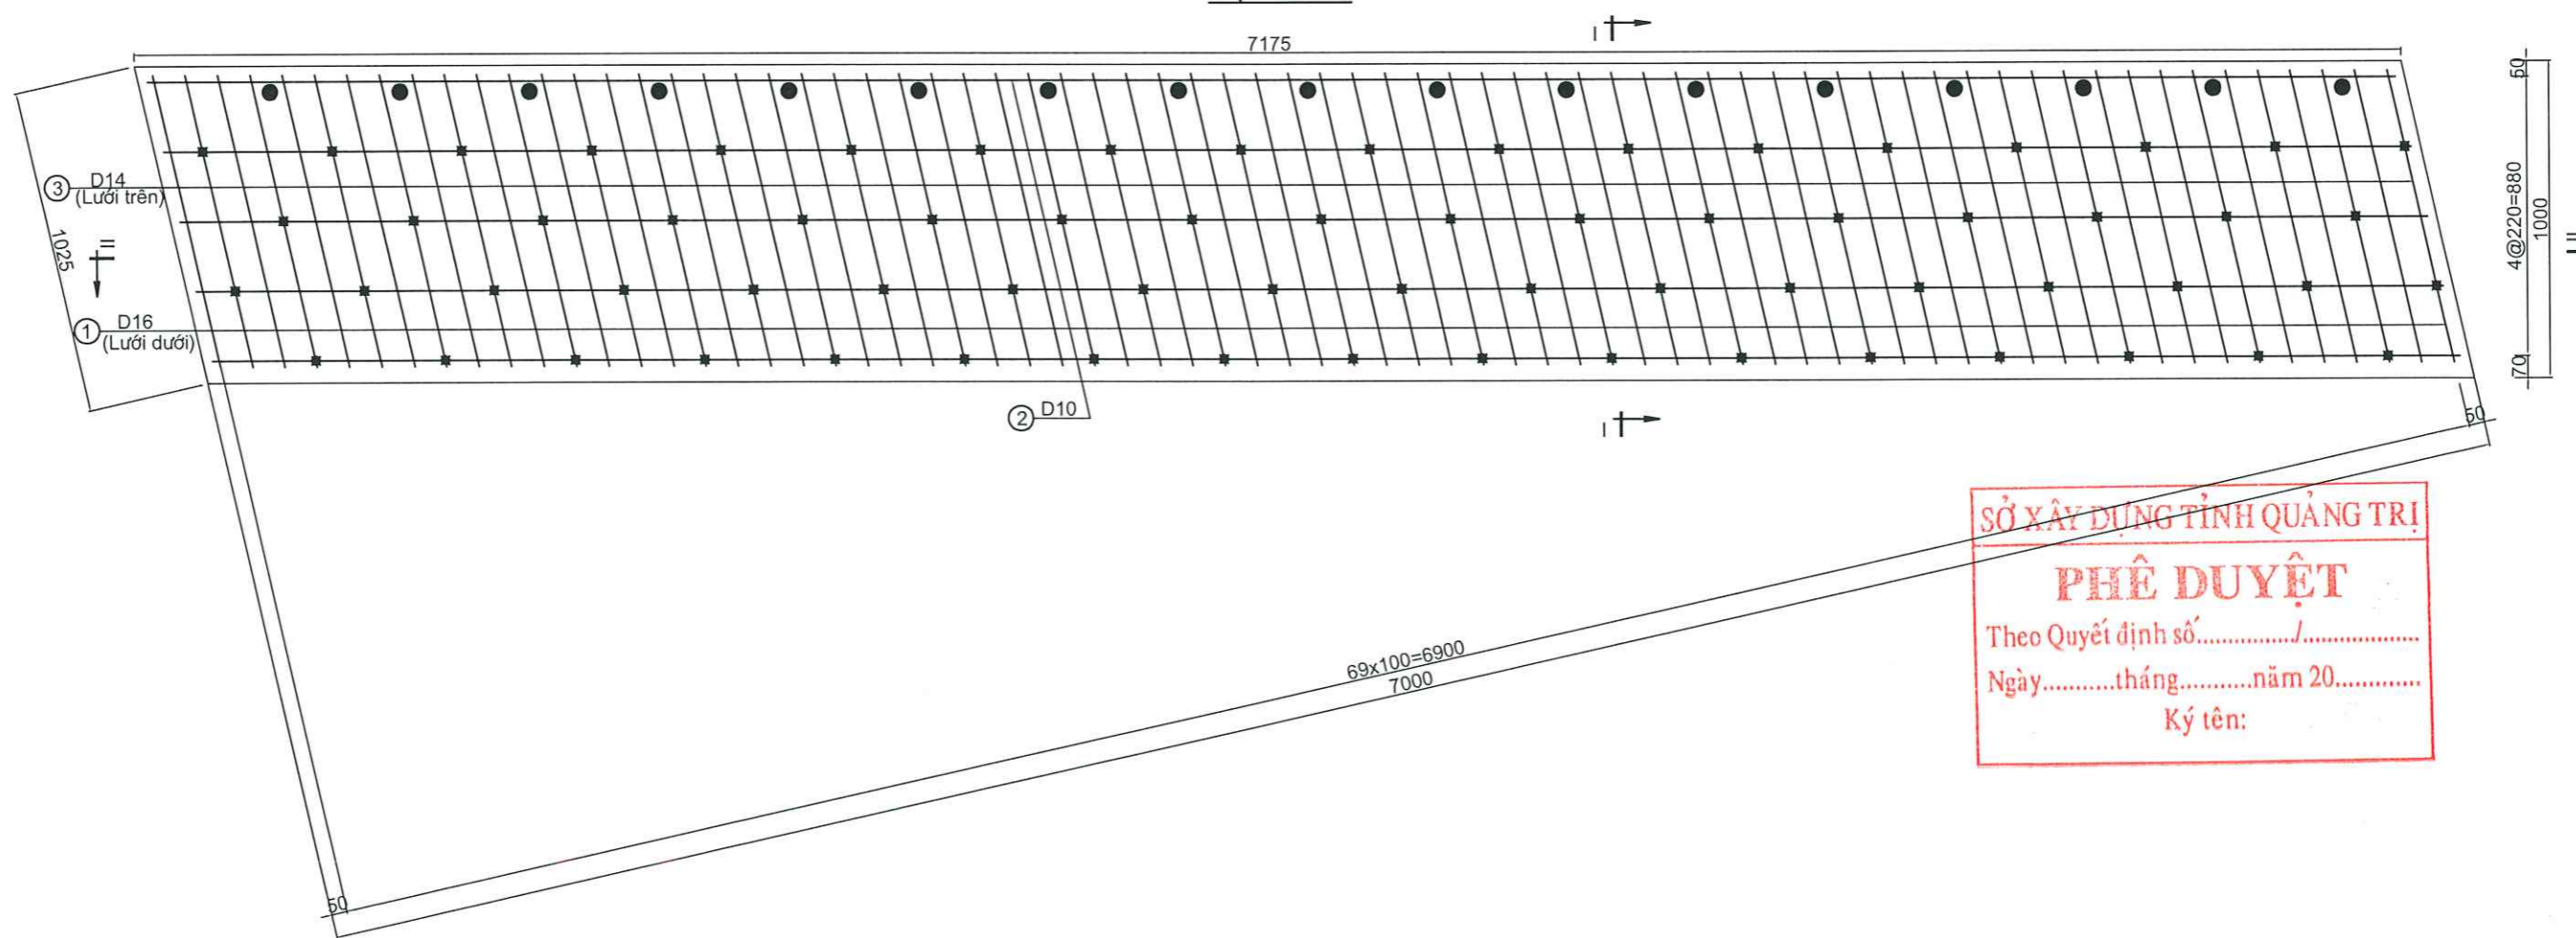 I
7175
50
③ D14
(Lưới trên)
4@220=880
1000
1025
II
II
① D16
(Lưới dưới)
70
② D10
I
50
SỞ XÂY DỰNG TỈNH QUẢNG TRỊ
PHÊ DUYỆT
Theo Quyết định số.............../..................
Ngày...........tháng...........năm 20.............
Ký tên:
69x100=6900
7000
50